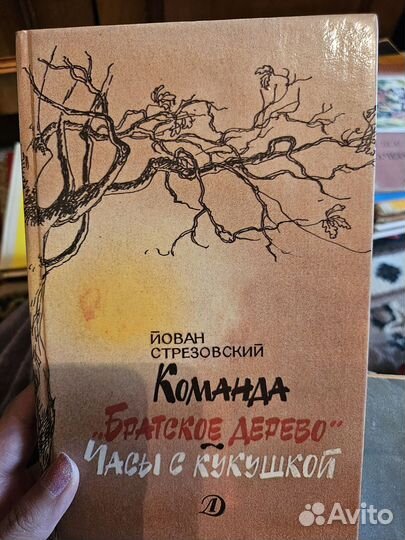 ЙОВАН
СТРЕЗОВСКИЙ
КОМАНДА
„БРАТСКОЕ ДЕРЕВО"
ЧАСЫ С КУКУШКОЙ
Д
Avito